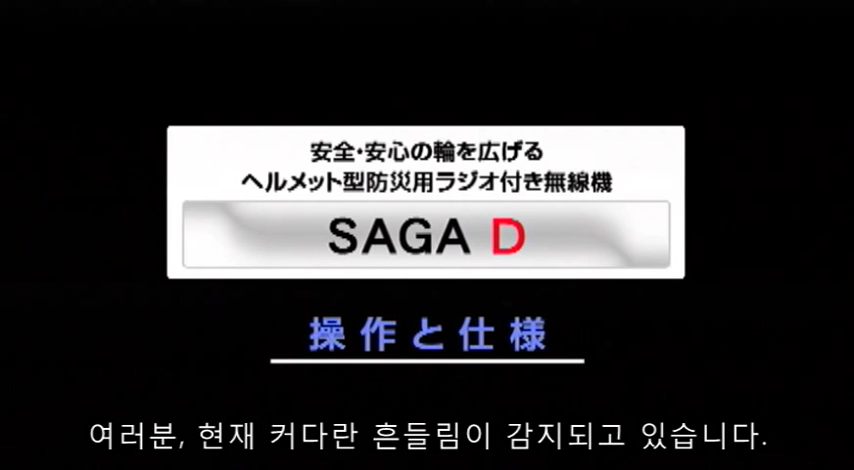 安全・安心の輪を広げる
ヘルメット型防災用ラジオ付き無線機
SAGA D
操作と仕様
여러분, 현재 커다란 흔들림이 감지되고 있습니다.